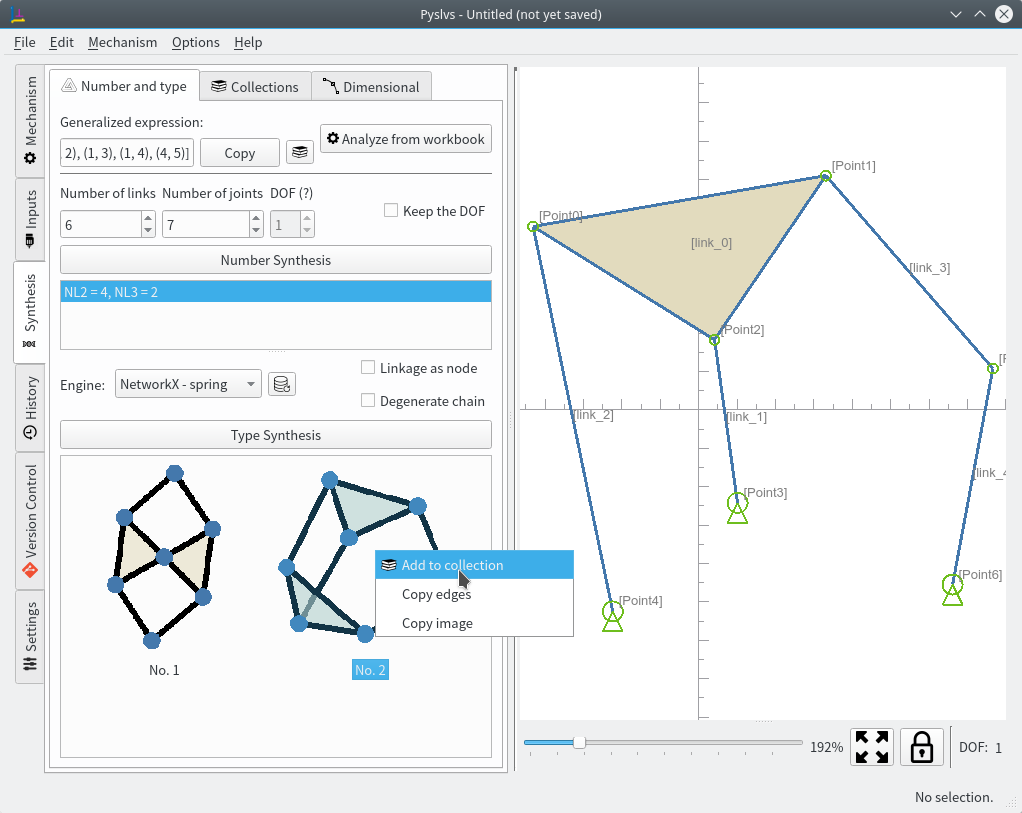 Pyslvs - Untitled (not yet saved)
File Edit Mechanism Options Help
Mechanism
Inputs
Synthesis
History
Version Control
Settings
Number and type
Collections
Dimensional
Generalized expression:
2), (1, 3), (1, 4), (4, 5)]
Copy
Analyze from workbook
Number of links Number of joints DOF (?)
6 7 1
Keep the DOF
Number Synthesis
NL2 = 4, NL3 = 2
Engine: NetworkX - spring
Linkage as node
Degenerate chain
Type Synthesis
Add to collection
Copy edges
Copy image
No. 1
No. 2
[Point1]
[Point0]
[link_0]
[link_3]
[Point2]
[link_2]
[link_1]
[link_4
[Point3]
[Point6]
[Point4]
192%
DOF: 1
No selection.